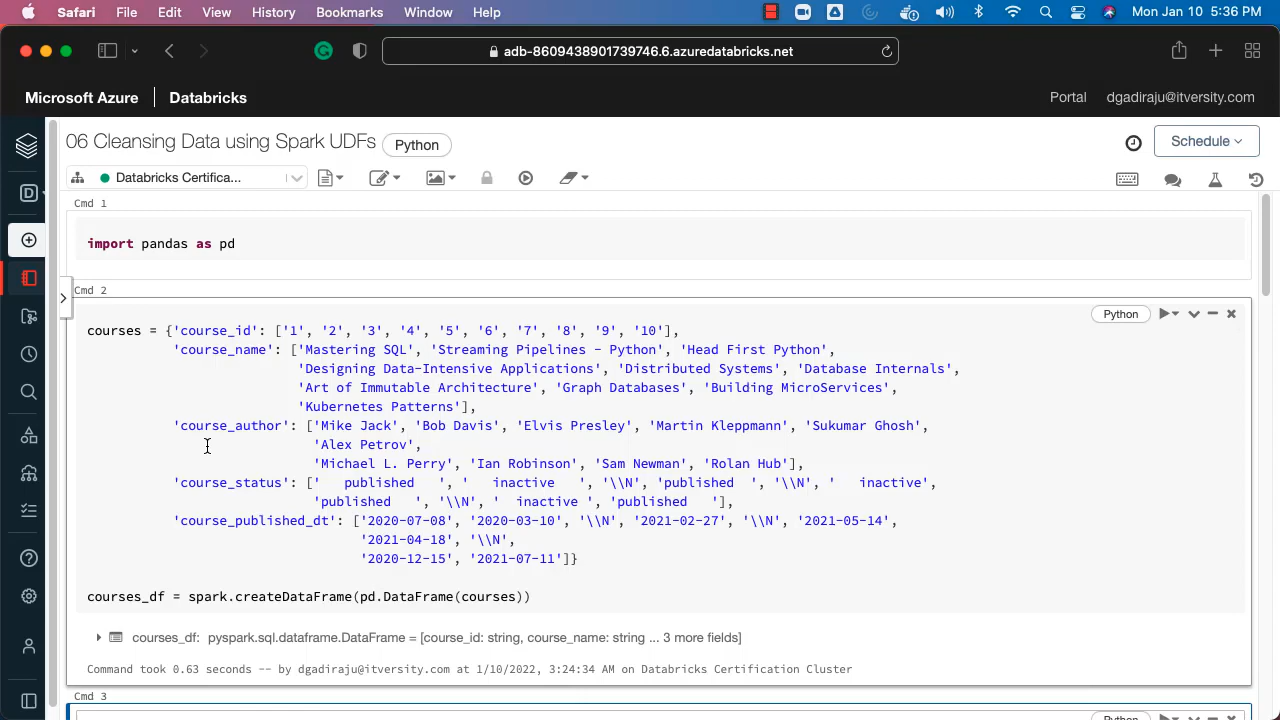 Safari File Edit View History Bookmarks Window Help Mon Jan 10 5:36 PM
adb-8609438901739746.6.azuredatabricks.net
Microsoft Azure Databricks Portal dgadiraju@itversity.com
06 Cleansing Data using Spark UDFs Python Schedule
D Databricks Certifica...
Cmd 1
import pandas as pd
Cmd 2
Python
courses = {'course_id': ['1', '2', '3', '4', '5', '6', '7', '8', '9', '10'],
'course_name': ['Mastering SQL', 'Streaming Pipelines - Python', 'Head First Python',
'Designing Data-Intensive Applications', 'Distributed Systems', 'Database Internals',
'Art of Immutable Architecture', 'Graph Databases', 'Building MicroServices',
'Kubernetes Patterns'],
'course_author': ['Mike Jack', 'Bob Davis', 'Elvis Presley', 'Martin Kleppmann', 'Sukumar Ghosh',
'Alex Petrov',
'Michael L. Perry', 'Ian Robinson', 'Sam Newman', 'Rolan Hub'],
'course_status': ['   published   ', '   inactive   ', '\\N', 'published  ', '\\N', '   inactive',
'published   ', '\\N', '  inactive ', 'published   '],
'course_published_dt': ['2020-07-08', '2020-03-10', '\\N', '2021-02-27', '\\N', '2021-05-14',
'2021-04-18', '\\N',
'2020-12-15', '2021-07-11']}
courses_df = spark.createDataFrame(pd.DataFrame(courses))
courses_df: pyspark.sql.dataframe.DataFrame = [course_id: string, course_name: string ... 3 more fields]
Command took 0.63 seconds -- by dgadiraju@itversity.com at 1/10/2022, 3:24:34 AM on Databricks Certification Cluster
Cmd 3
Python